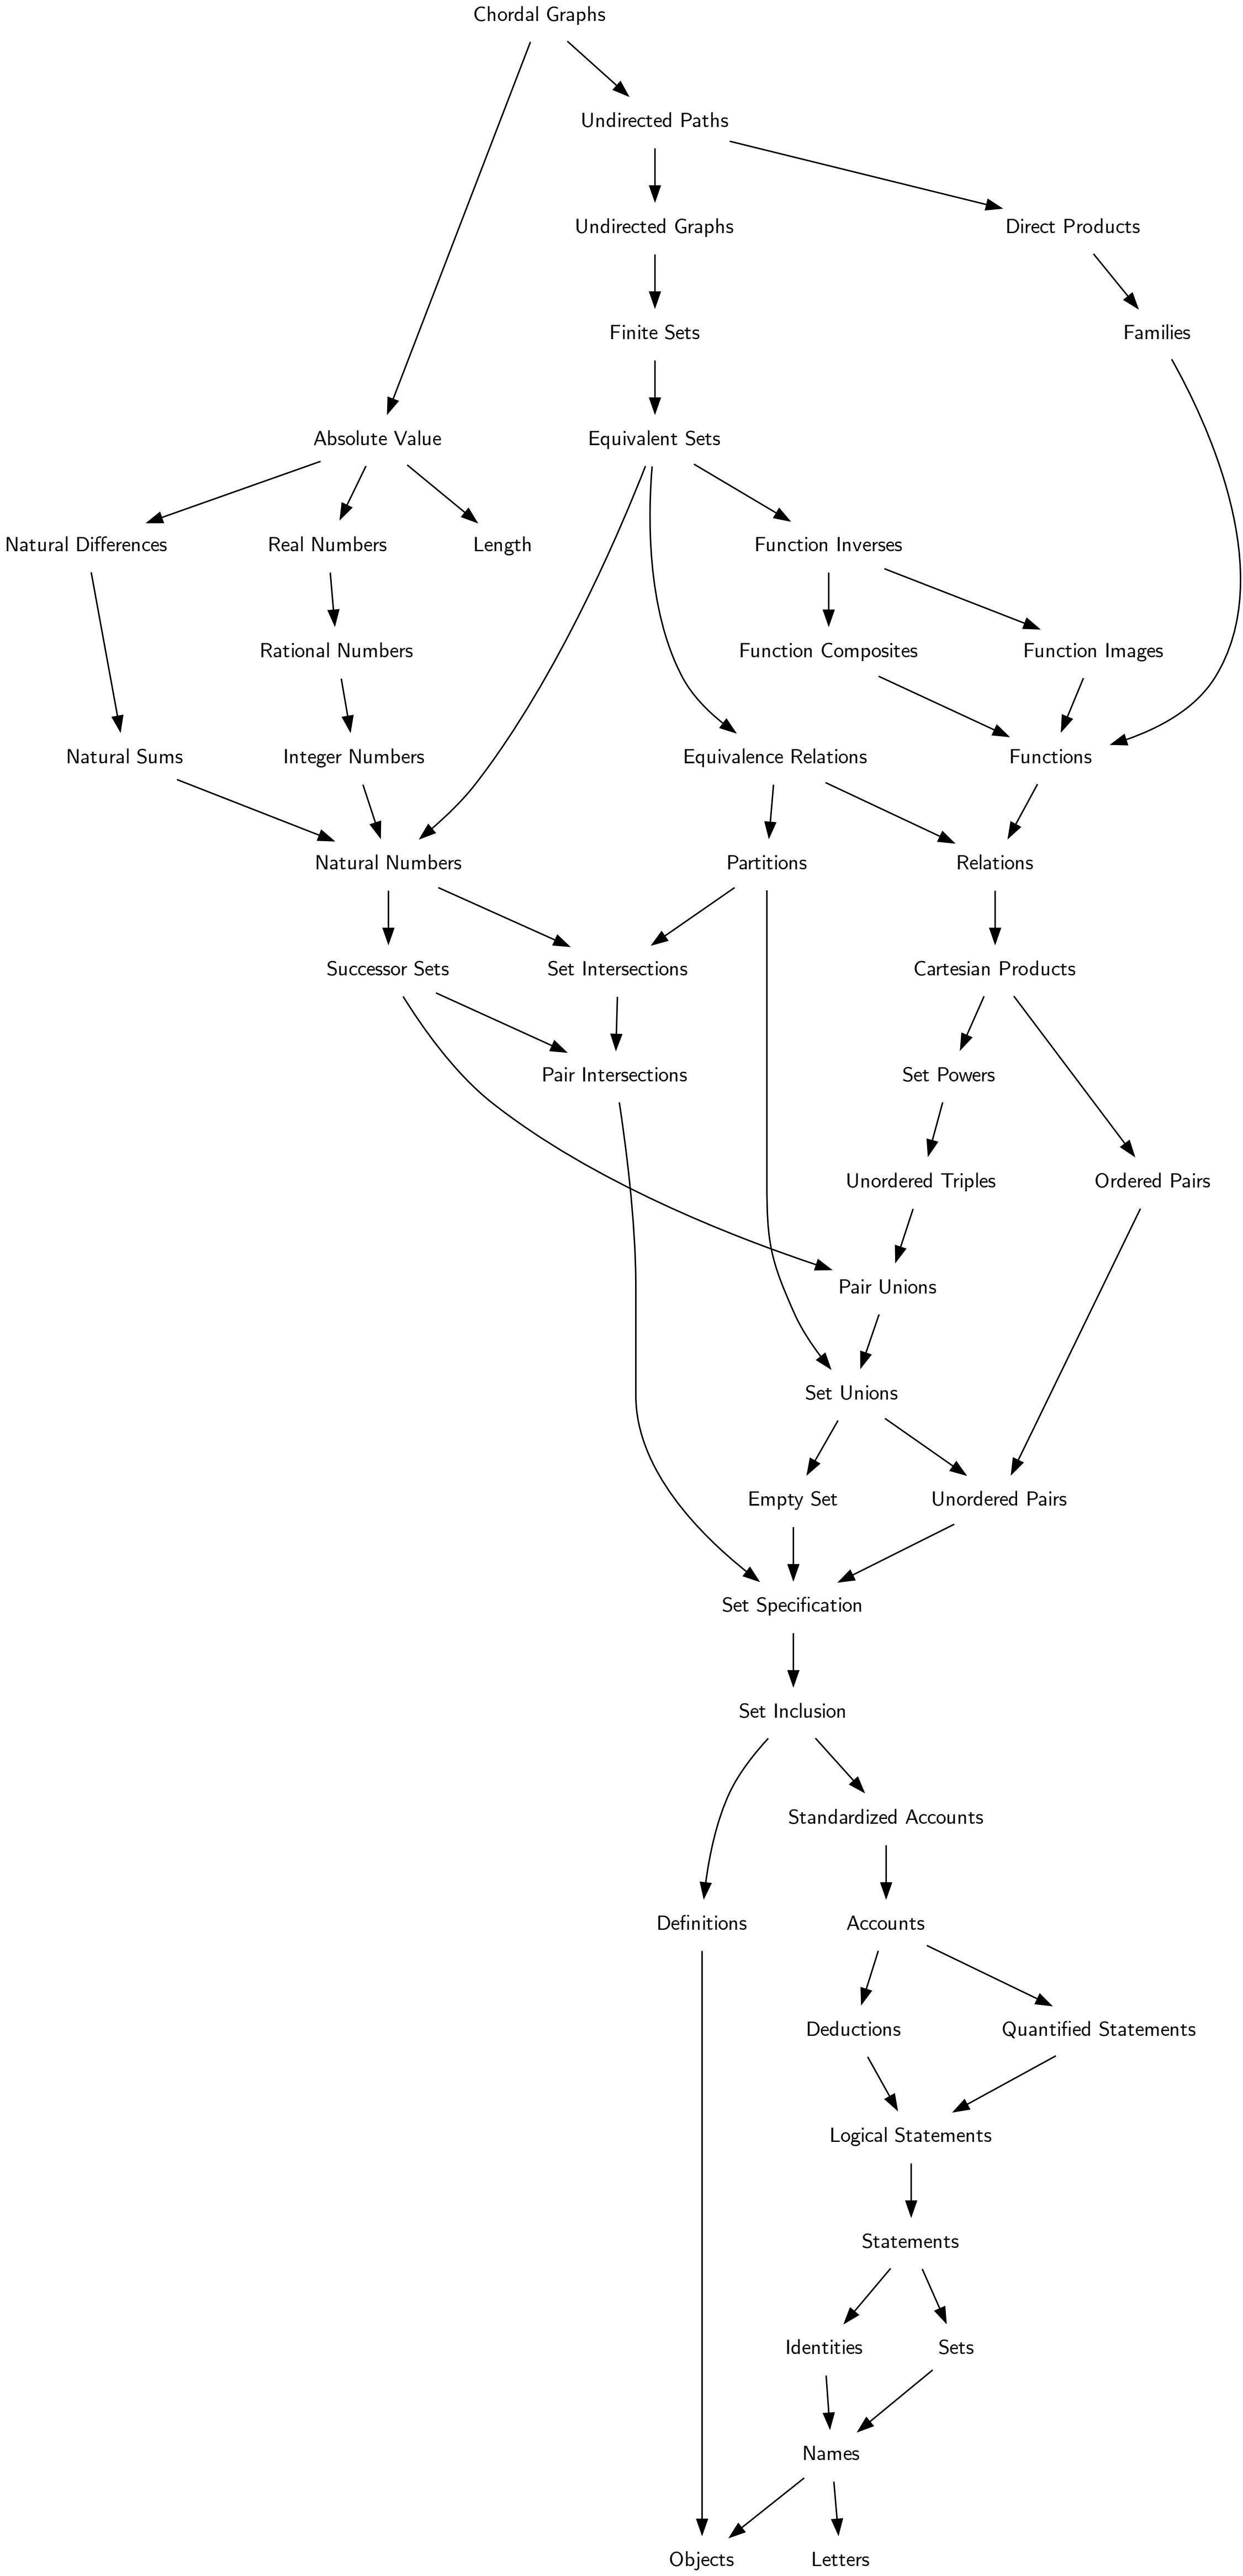 Chordal Graphs
Undirected Paths
Undirected Graphs
Direct Products
Finite Sets
Families
Absolute Value
Equivalent Sets
Natural Differences
Real Numbers
Length
Function Inverses
Rational Numbers
Function Composites
Function Images
Natural Sums
Integer Numbers
Equivalence Relations
Functions
Natural Numbers
Partitions
Relations
Successor Sets
Set Intersections
Cartesian Products
Pair Intersections
Set Powers
Unordered Triples
Ordered Pairs
Pair Unions
Set Unions
Empty Set
Unordered Pairs
Set Specification
Set Inclusion
Standardized Accounts
Definitions
Accounts
Deductions
Quantified Statements
Logical Statements
Statements
Identities
Sets
Names
Objects
Letters